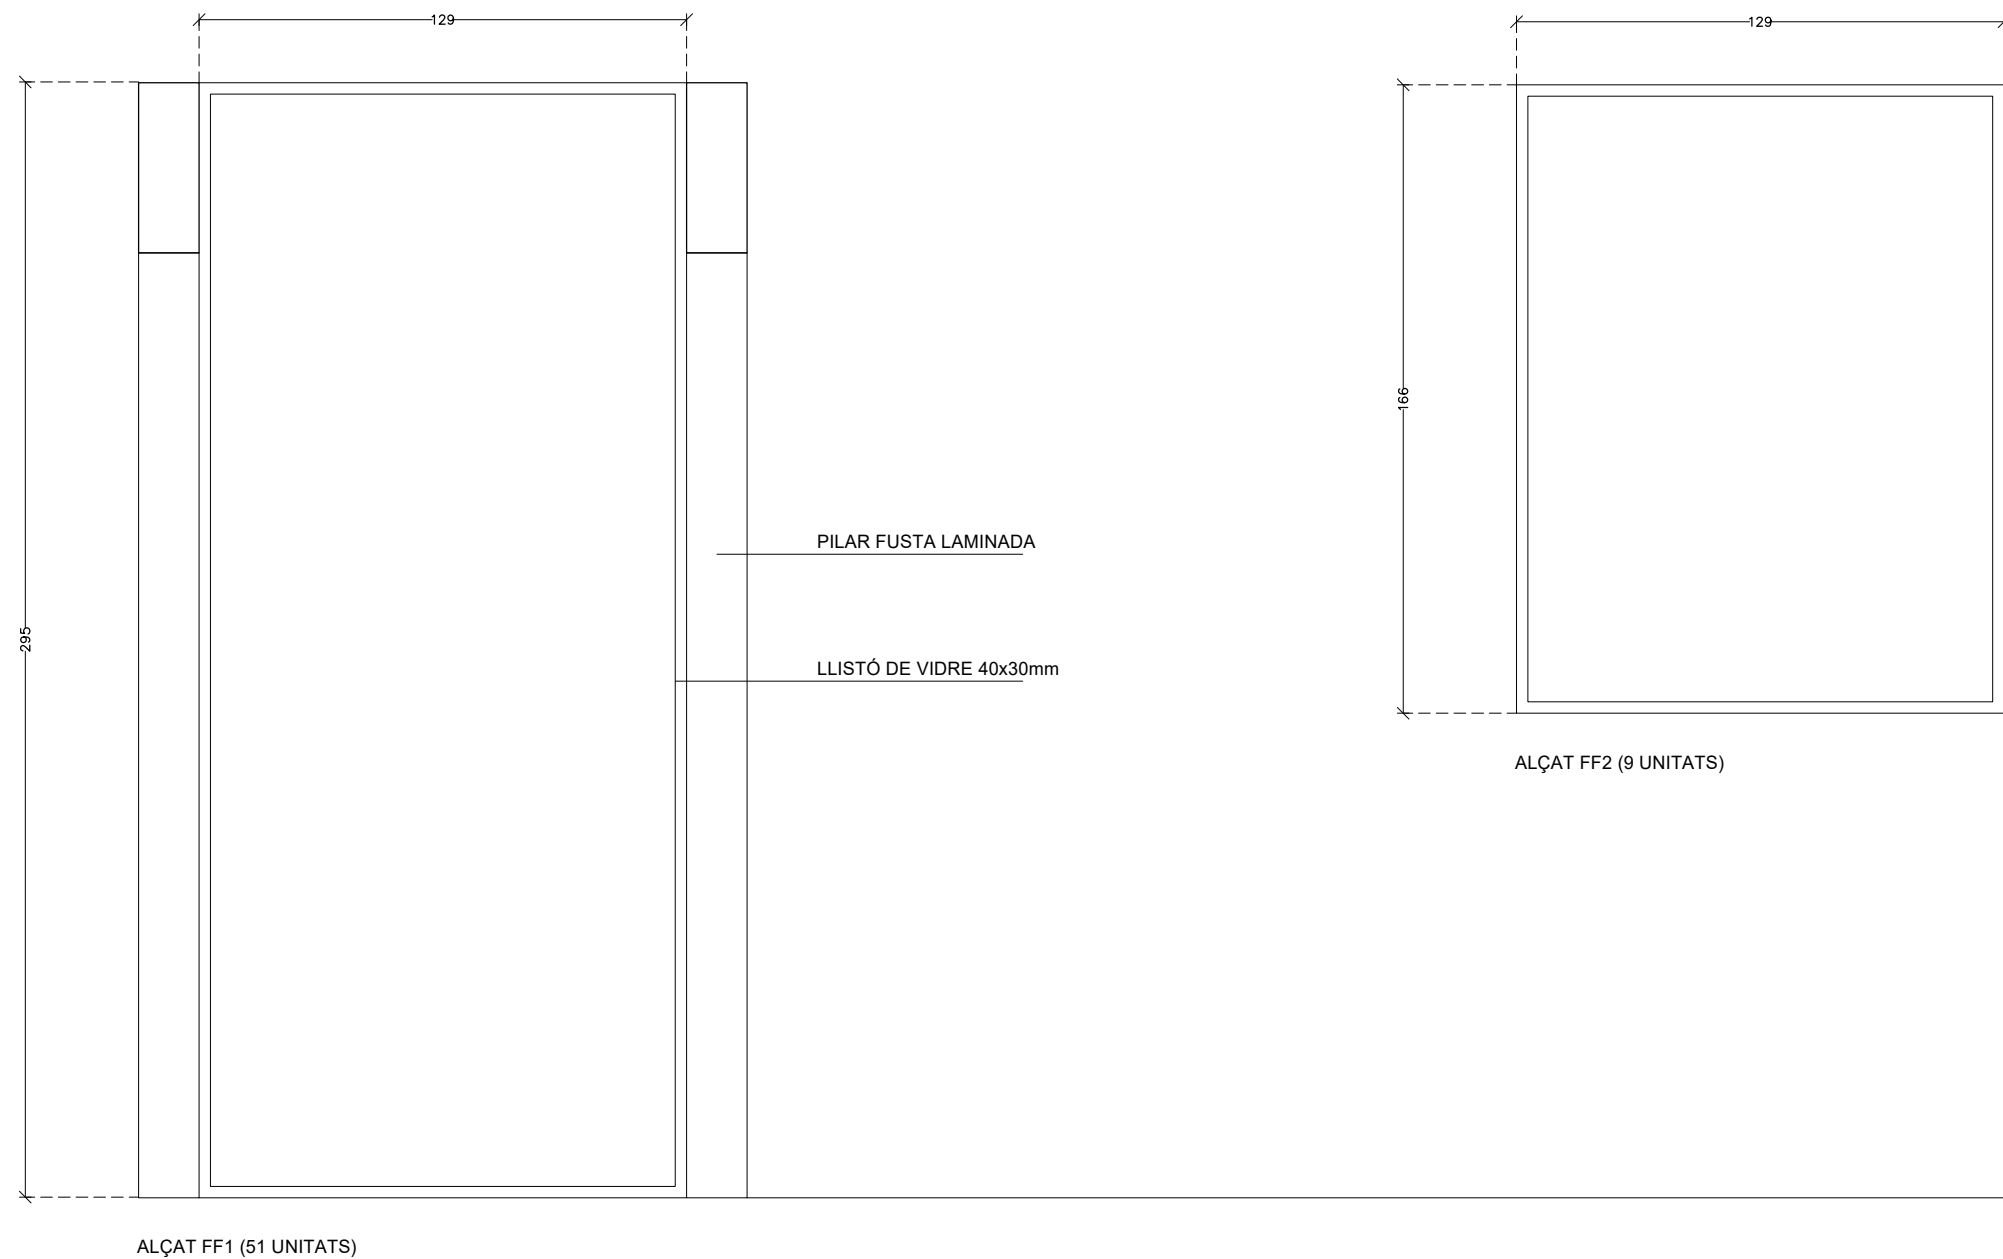 129
129
295
166
PILAR FUSTA LAMINADA
LLISTÓ DE VIDRE 40x30mm
ALÇAT FF2 (9 UNITATS)
ALÇAT FF1 (51 UNITATS)